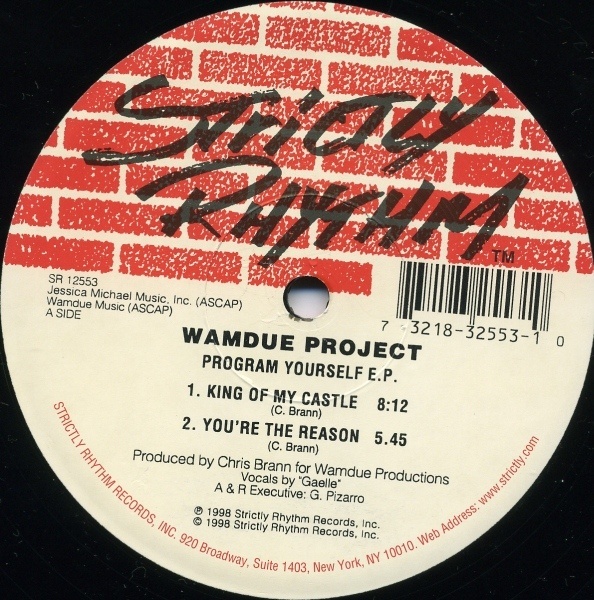 STRICTLY
RHYTHM
TM
SR 12553
Jessica Michael Music, Inc. (ASCAP)
Wamdue Music (ASCAP)
A SIDE
7 73218-32553-1 0
WAMDUE PROJECT
PROGRAM YOURSELF E.P.
1. KING OF MY CASTLE 8:12
(C. Brann)
2. YOU'RE THE REASON 5.45
(C. Brann)
Produced by Chris Brann for Wamdue Productions
Vocals by "Gaelle"
A & R Executive: G. Pizarro
℗ 1998 Strictly Rhythm Records, Inc.
© 1998 Strictly Rhythm Records, Inc.
STRICTLY RHYTHM RECORDS, INC. 920 Broadway, Suite 1403, New York, NY 10010. Web Address: www.strictly.com